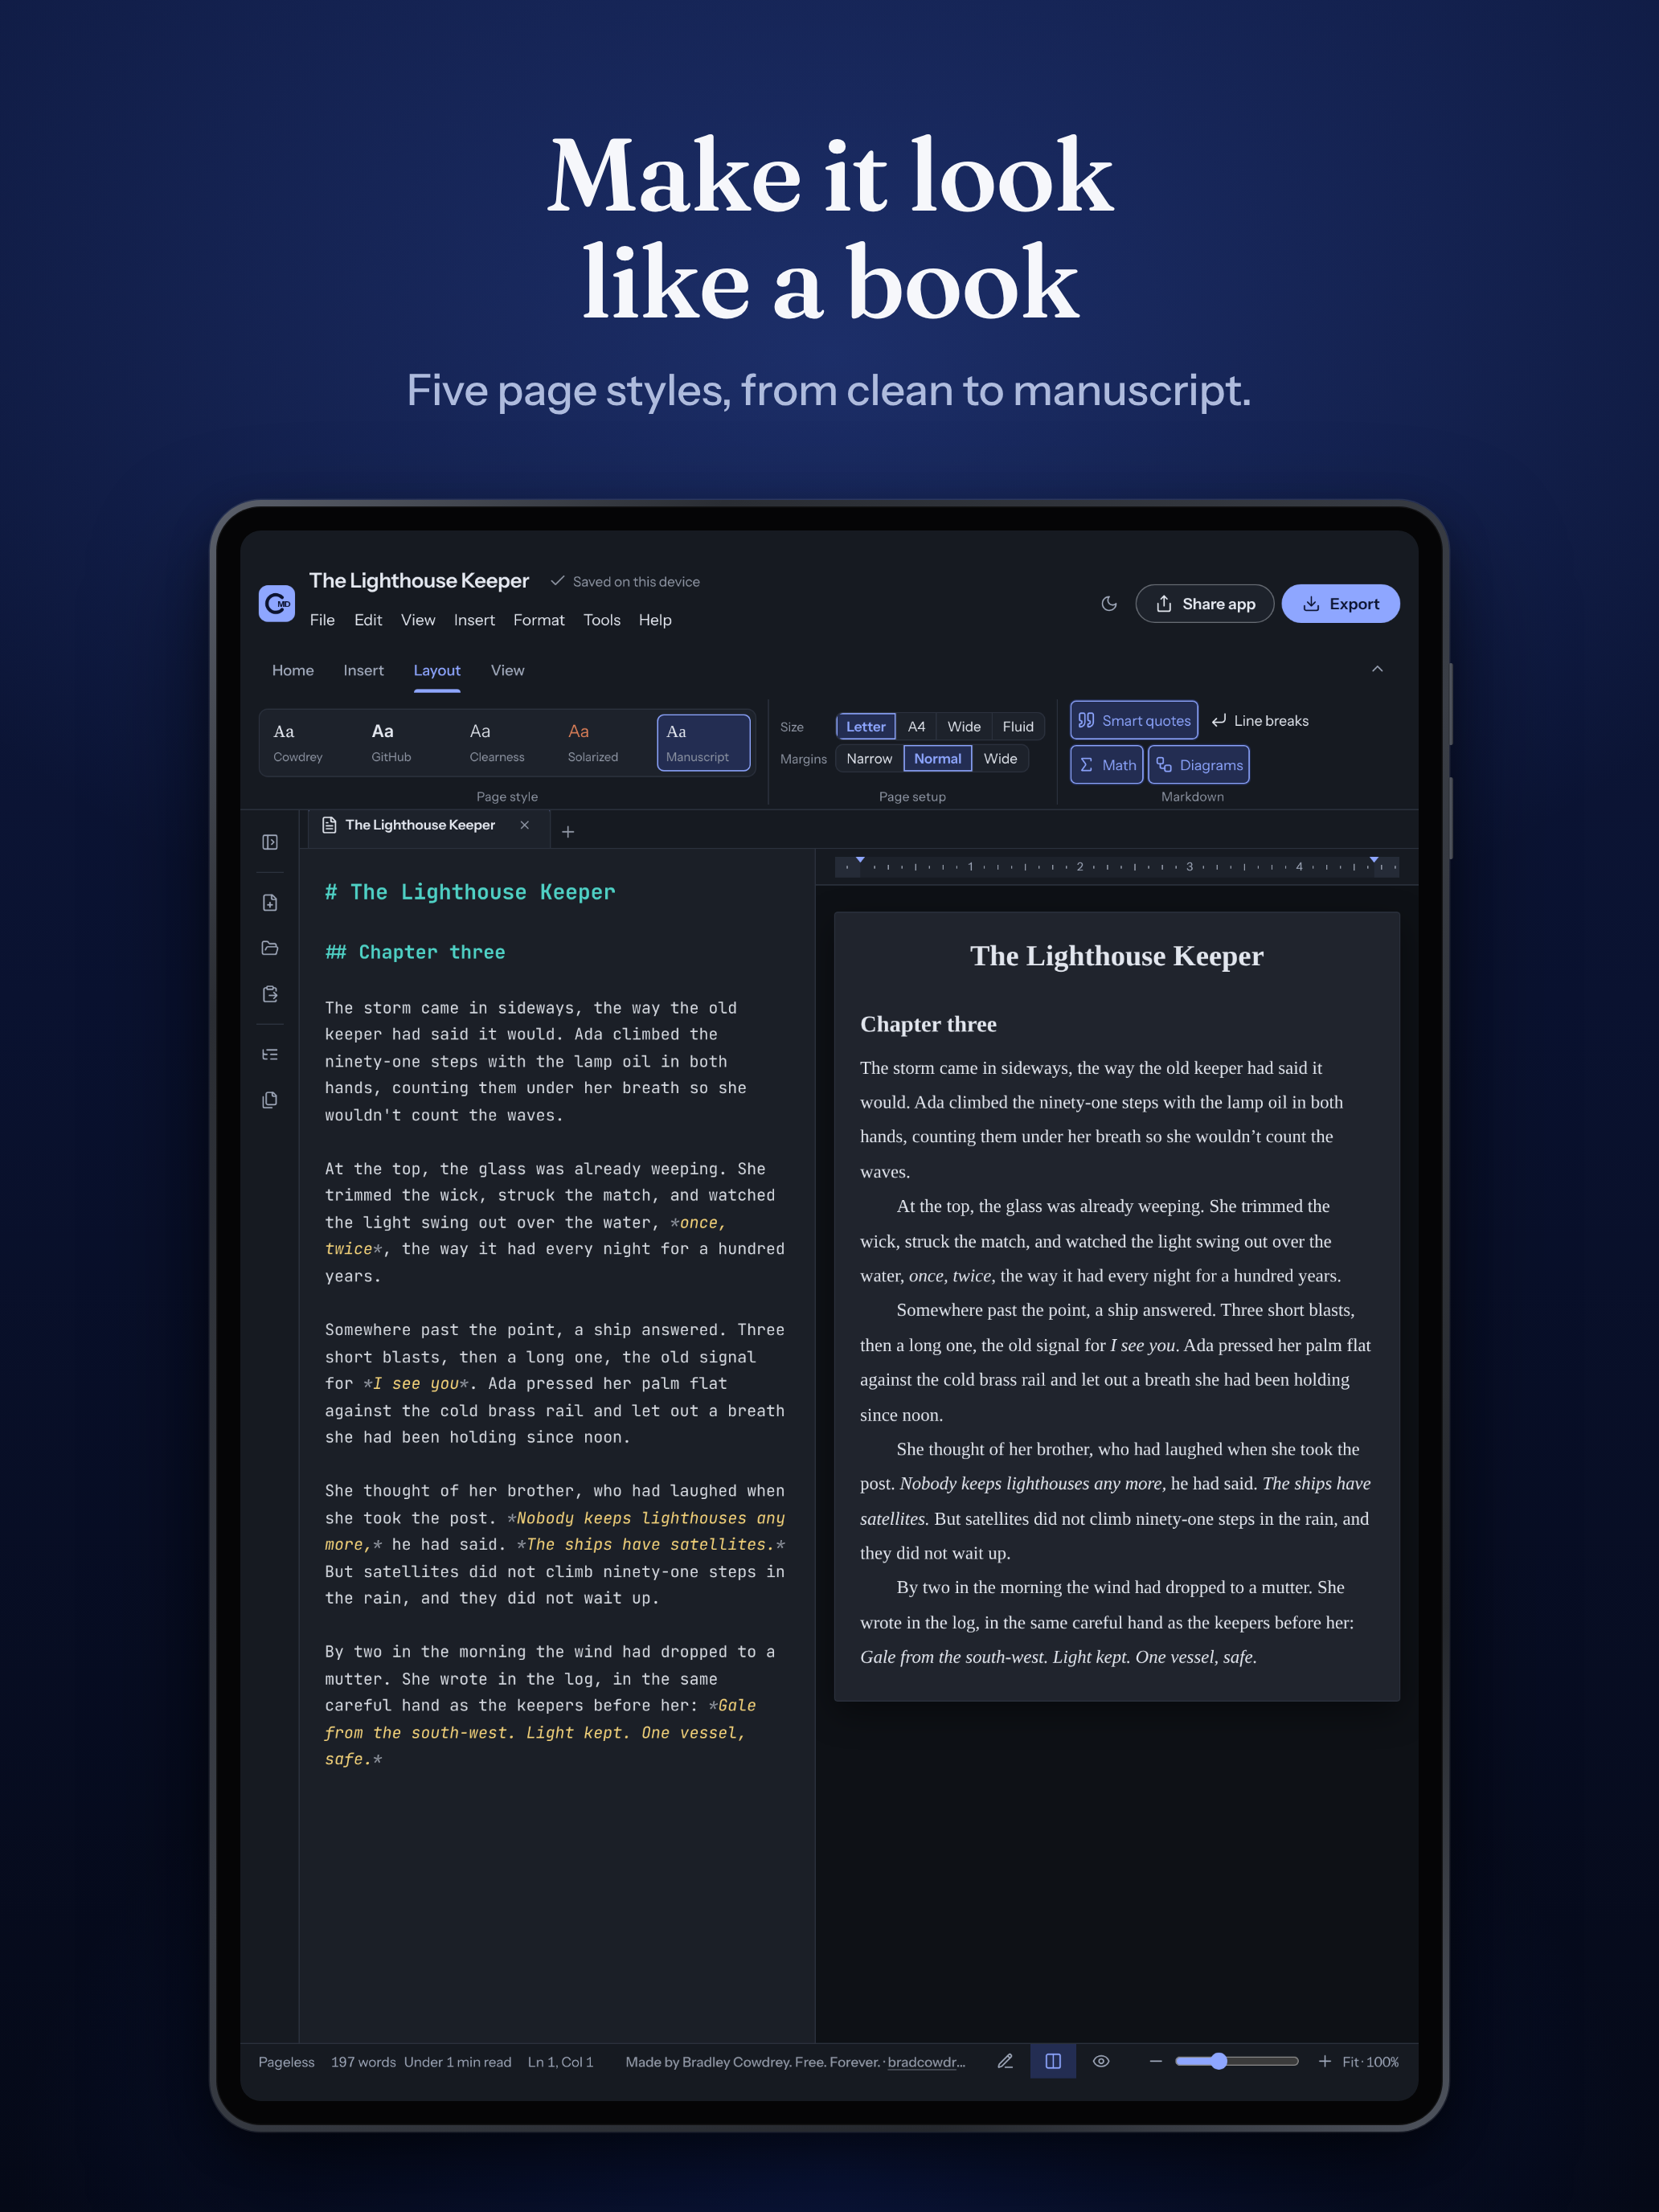 Make it look
like a book
Five page styles, from clean to manuscript.
CMD
The Lighthouse Keeper Saved on this device
File Edit View Insert Format Tools Help
Share app Export
Home Insert Layout View
Aa Aa Aa Aa Aa
Cowdrey GitHub Clearness Solarized Manuscript
Page style
Size Letter A4 Wide Fluid
Margins Narrow Normal Wide
Page setup
Smart quotes Line breaks
Math Diagrams
Markdown
The Lighthouse Keeper
# The Lighthouse Keeper
## Chapter three
The storm came in sideways, the way the old
keeper had said it would. Ada climbed the
ninety-one steps with the lamp oil in both
hands, counting them under her breath so she
wouldn't count the waves.
At the top, the glass was already weeping. She
trimmed the wick, struck the match, and watched
the light swing out over the water, *once,
twice*, the way it had every night for a hundred
years.
Somewhere past the point, a ship answered. Three
short blasts, then a long one, the old signal
for *I see you*. Ada pressed her palm flat
against the cold brass rail and let out a breath
she had been holding since noon.
She thought of her brother, who had laughed when
she took the post. *Nobody keeps lighthouses any
more,* he had said. *The ships have satellites.*
But satellites did not climb ninety-one steps in
the rain, and they did not wait up.
By two in the morning the wind had dropped to a
mutter. She wrote in the log, in the same
careful hand as the keepers before her: *Gale
from the south-west. Light kept. One vessel,
safe.*
1 2 3 4
The Lighthouse Keeper
Chapter three
The storm came in sideways, the way the old keeper had said it
would. Ada climbed the ninety-one steps with the lamp oil in both
hands, counting them under her breath so she wouldn’t count the
waves.
At the top, the glass was already weeping. She trimmed the
wick, struck the match, and watched the light swing out over the
water, once, twice, the way it had every night for a hundred years.
Somewhere past the point, a ship answered. Three short blasts,
then a long one, the old signal for I see you. Ada pressed her palm flat
against the cold brass rail and let out a breath she had been holding
since noon.
She thought of her brother, who had laughed when she took the
post. Nobody keeps lighthouses any more, he had said. The ships have
satellites. But satellites did not climb ninety-one steps in the rain, and
they did not wait up.
By two in the morning the wind had dropped to a mutter. She
wrote in the log, in the same careful hand as the keepers before her:
Gale from the south-west. Light kept. One vessel, safe.
Pageless 197 words Under 1 min read Ln 1, Col 1 Made by Bradley Cowdrey. Free. Forever. · bradcowdr... Fit · 100%